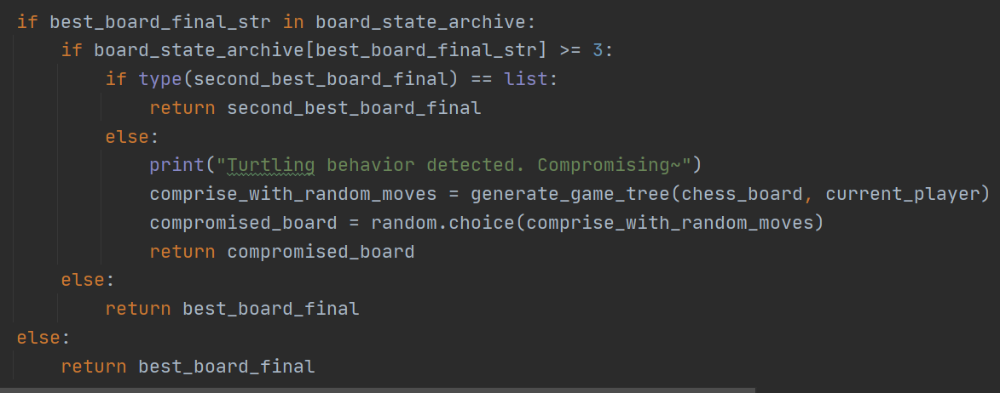 if best_board_final_str in board_state_archive:
    if board_state_archive[best_board_final_str] >= 3:
        if type(second_best_board_final) == list:
            return second_best_board_final
        else:
            print("Turtling behavior detected. Compromising~")
            comprise_with_random_moves = generate_game_tree(chess_board, current_player)
            compromised_board = random.choice(comprise_with_random_moves)
            return compromised_board
    else:
        return best_board_final
else:
    return best_board_final